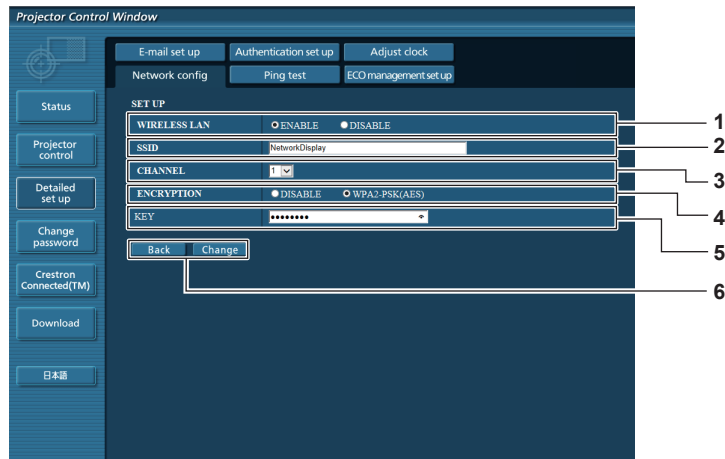 Projector Control Window
E-mail set up
Authentication set up
Adjust clock
Network config
Ping test
ECO management set up
Status
Projector
control
Detailed
set up
Change
password
Crestron
Connected(TM)
Download
日本語
SET UP
WIRELESS LAN ENABLE DISABLE
SSID NetworkDisplay
CHANNEL 1
ENCRYPTION DISABLE WPA2-PSK(AES)
KEY ••••••••
Back Change
1
2
3
4
5
6